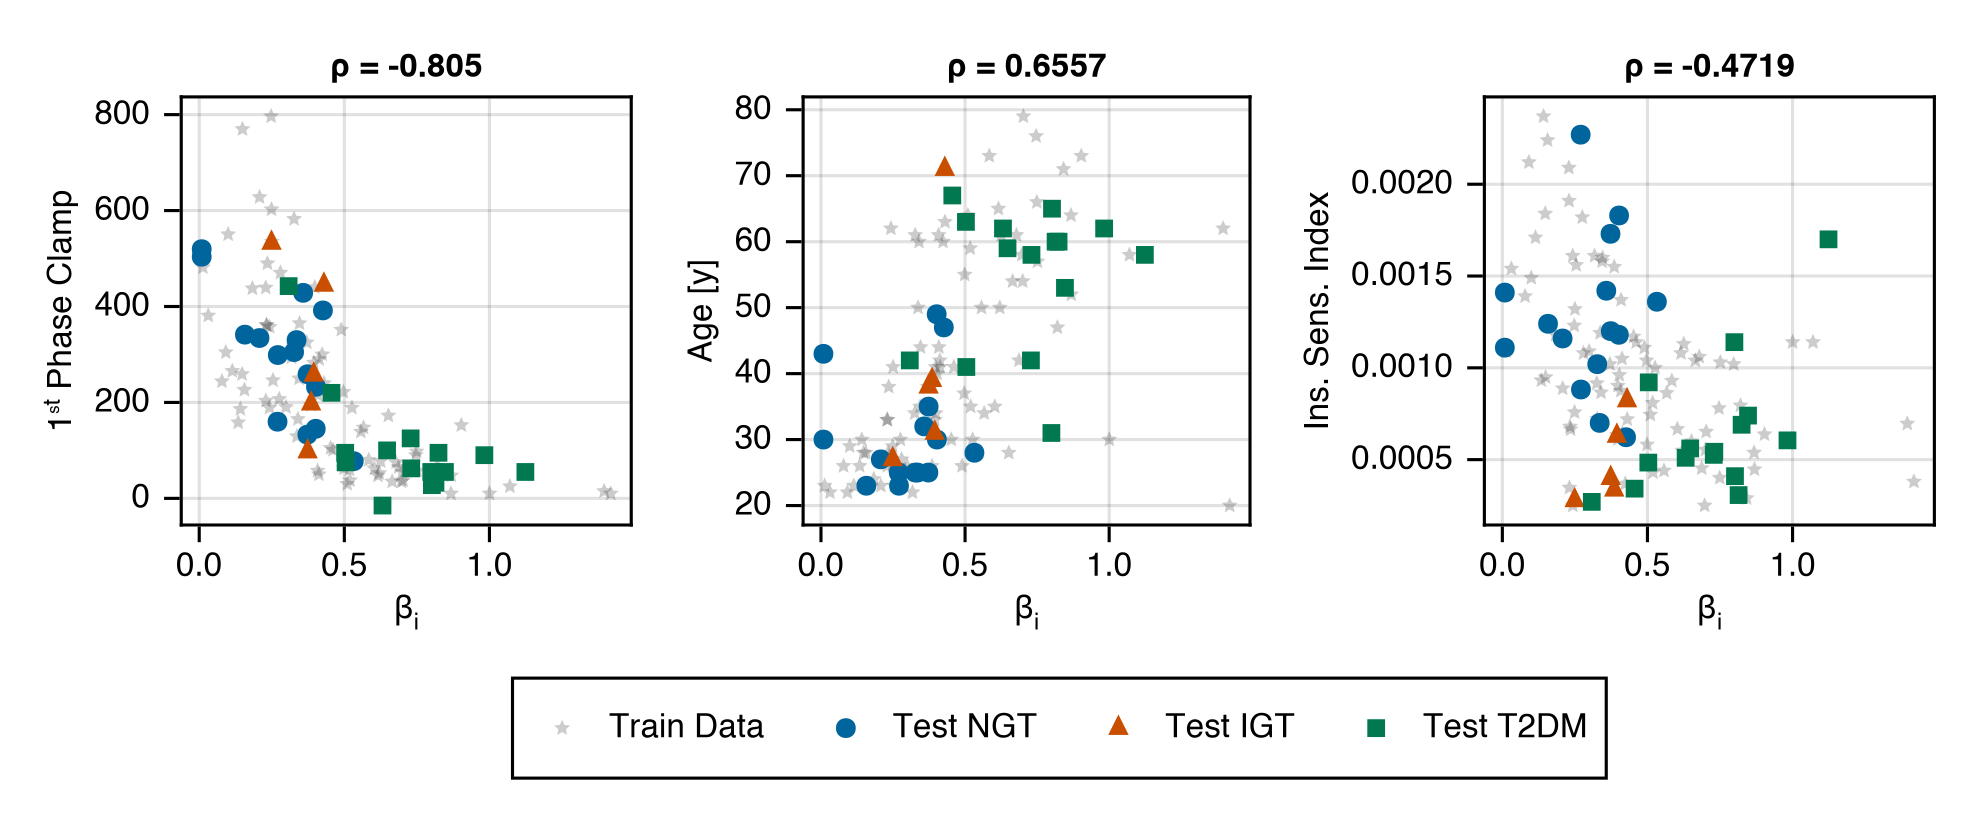 ρ = -0.805
ρ = 0.6557
ρ = -0.4719
1st Phase Clamp
800
600
400
200
0
0.0 0.5 1.0
βi
Age [y]
80
70
60
50
40
30
20
0.0 0.5 1.0
βi
Ins. Sens. Index
0.0020
0.0015
0.0010
0.0005
0.0 0.5 1.0
βi
Train Data Test NGT Test IGT Test T2DM